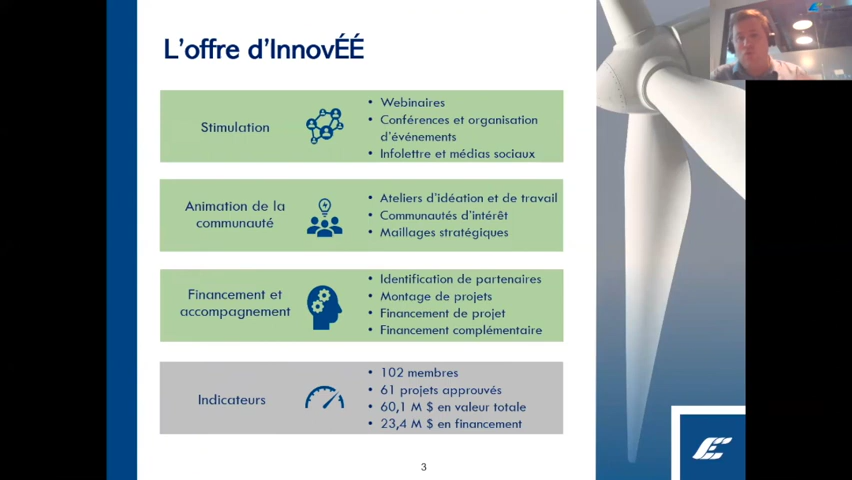 L'offre d'InnovÉÉ
Stimulation
• Webinaires
• Conférences et organisation
d'événements
• Infolettre et médias sociaux
Animation de la
communauté
• Ateliers d'idéation et de travail
• Communautés d'intérêt
• Maillages stratégiques
Financement et
accompagnement
• Identification de partenaires
• Montage de projets
• Financement de projet
• Financement complémentaire
Indicateurs
• 102 membres
• 61 projets approuvés
• 60,1 M $ en valeur totale
• 23,4 M $ en financement
3